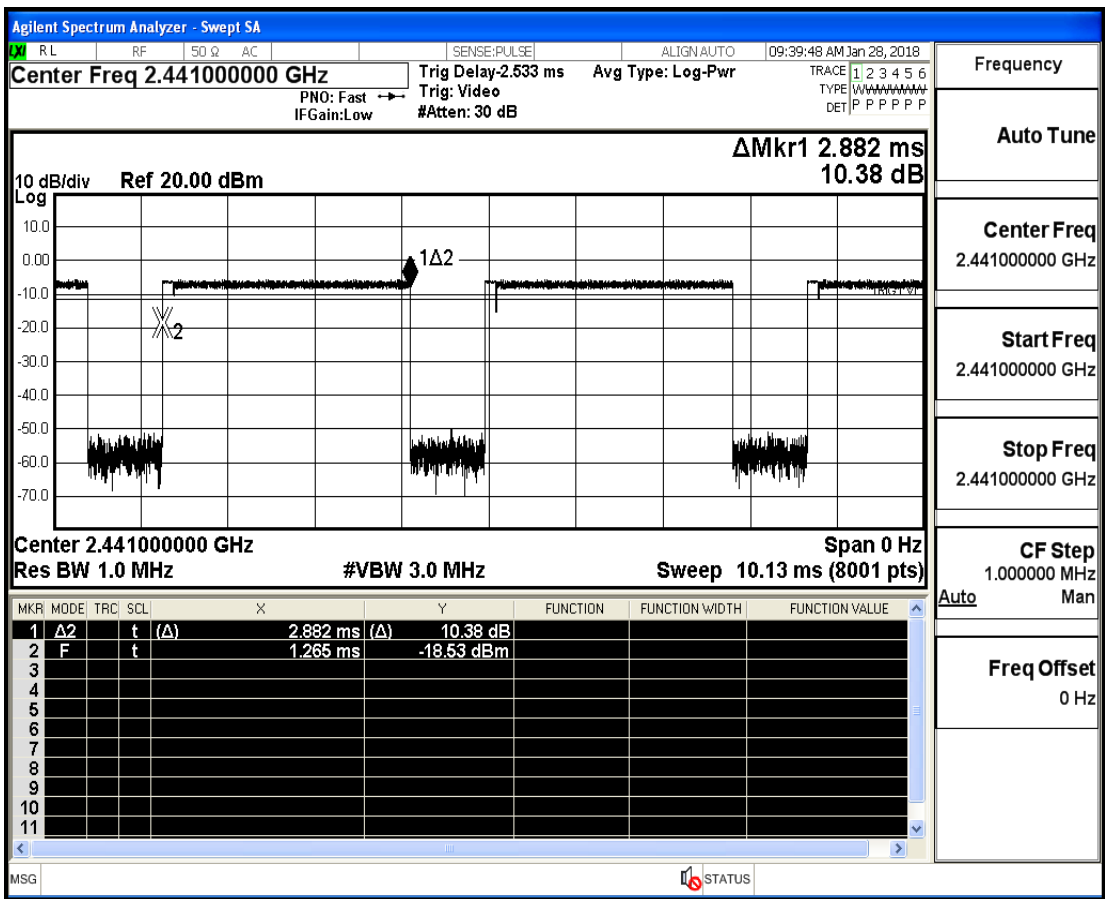 Agilent Spectrum Analyzer - Swept SA
LXI RL RF 50 Ω AC SENSE:PULSE ALIGN AUTO 09:39:48 AM Jan 28, 2018
Center Freq 2.441000000 GHz
PNO: Fast
IFGain:Low
Trig Delay-2.533 ms
Trig: Video
#Atten: 30 dB
Avg Type: Log-Pwr
TRACE 1 2 3 4 5 6
TYPE
DET P P P P P P
ΔMkr1 2.882 ms
10.38 dB
10 dB/div Ref 20.00 dBm
Log
10.0
0.00
-10.0
-20.0
-30.0
-40.0
-50.0
-60.0
-70.0
1Δ2
2
Center 2.441000000 GHz Span 0 Hz
Res BW 1.0 MHz #VBW 3.0 MHz Sweep 10.13 ms (8001 pts)
MKR MODE TRC SCL X Y FUNCTION FUNCTION WIDTH FUNCTION VALUE
1 Δ2 t (Δ) 2.882 ms (Δ) 10.38 dB
2 F t 1.265 ms -18.53 dBm
3
4
5
6
7
8
9
10
11
MSG STATUS
Frequency
Auto Tune
Center Freq
2.441000000 GHz
Start Freq
2.441000000 GHz
Stop Freq
2.441000000 GHz
CF Step
1.000000 MHz
Auto Man
Freq Offset
0 Hz